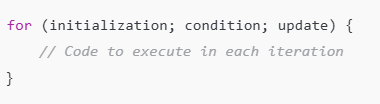 for (initialization; condition; update) {
    // Code to execute in each iteration
}